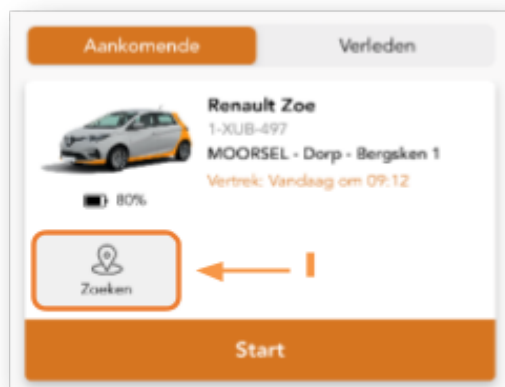 Aankomende
Verleden
Renault Zoe
1-XUB-497
MOORSEL - Dorp - Bergsken 1
Vertrek: Vandaag om 09:12
80%
Zoeken
Start